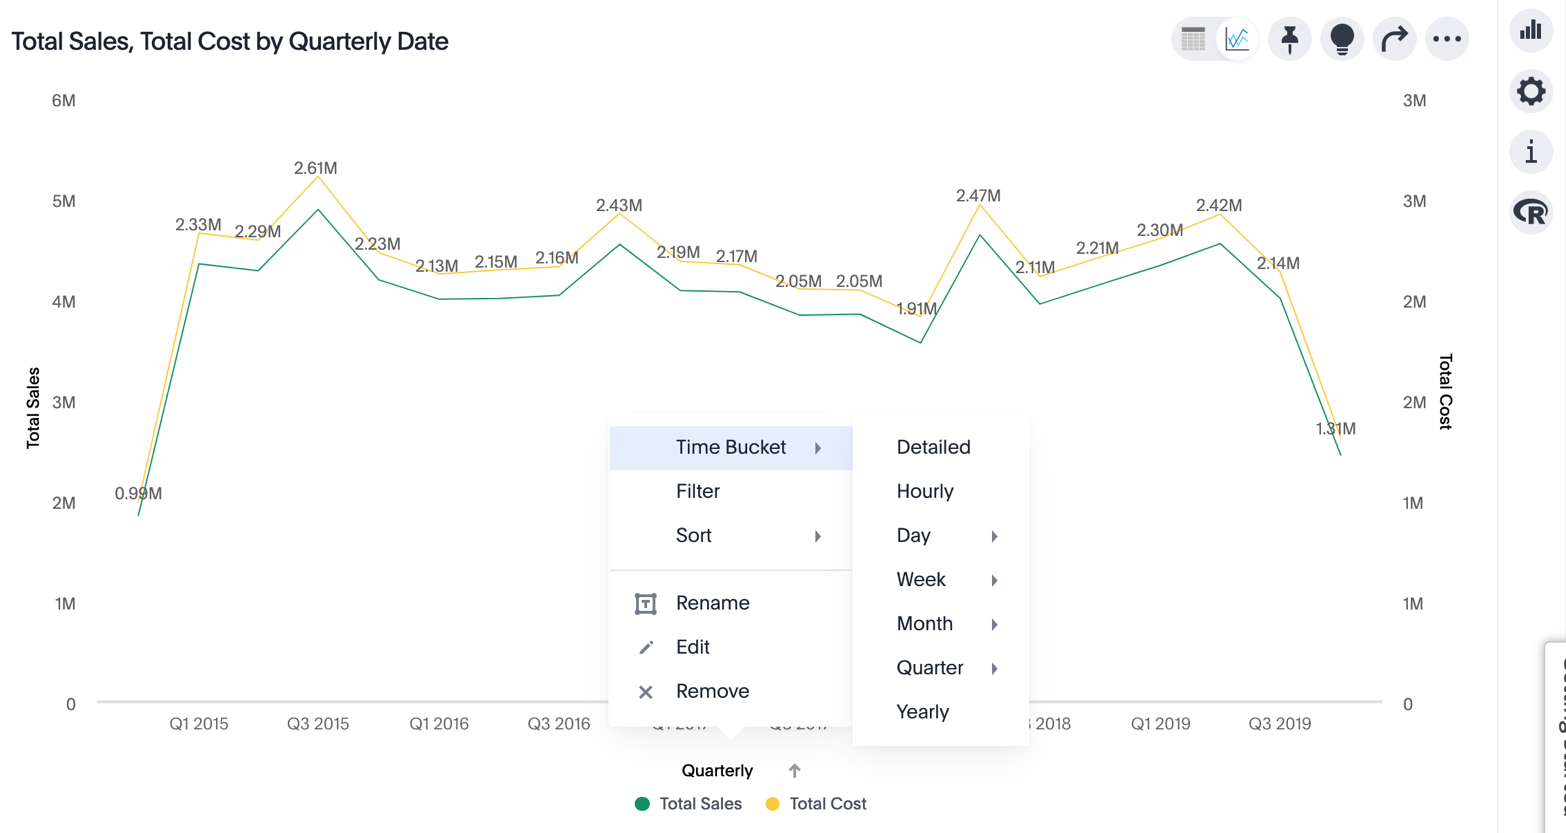 Total Sales, Total Cost by Quarterly Date
6M
3M
2.61M
5M
2.33M
2.29M
2.23M
2.13M
2.15M
2.16M
2.43M
2.19M
2.17M
2.05M
2.05M
1.91M
2.47M
2.11M
2.21M
2.30M
2.42M
2.14M
3M
4M
2M
Total Sales
Total Cost
3M
2M
1.31M
0.99M
2M
1M
1M
1M
0
0
Time Bucket
Filter
Sort
Rename
Edit
Remove
Detailed
Hourly
Day
Week
Month
Quarter
Yearly
Q1 2015
Q3 2015
Q1 2016
Q3 2016
Q1 2017
Q3 2017
2018
Q1 2019
Q3 2019
Quarterly
Total Sales
Total Cost
i
R